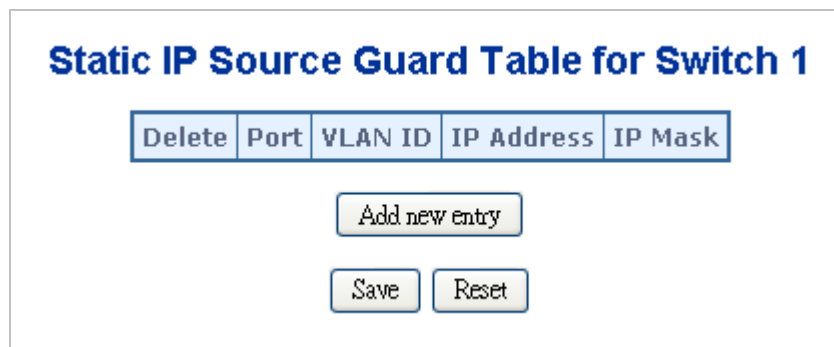 Static IP Source Guard Table for Switch 1
Delete Port VLAN ID IP Address IP Mask
Add new entry
Save Reset